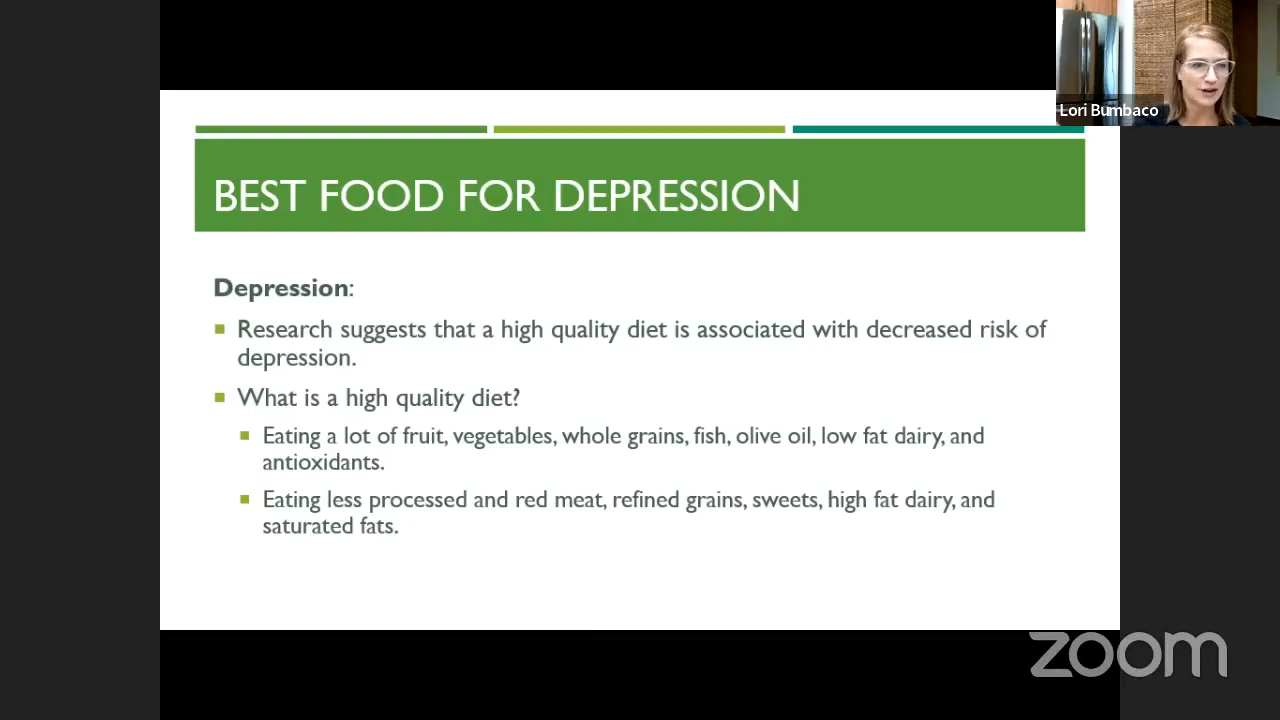 Lori Bumbaco
BEST FOOD FOR DEPRESSION
Depression:
Research suggests that a high quality diet is associated with decreased risk of
depression.
What is a high quality diet?
Eating a lot of fruit, vegetables, whole grains, fish, olive oil, low fat dairy, and
antioxidants.
Eating less processed and red meat, refined grains, sweets, high fat dairy, and
saturated fats.
zoom